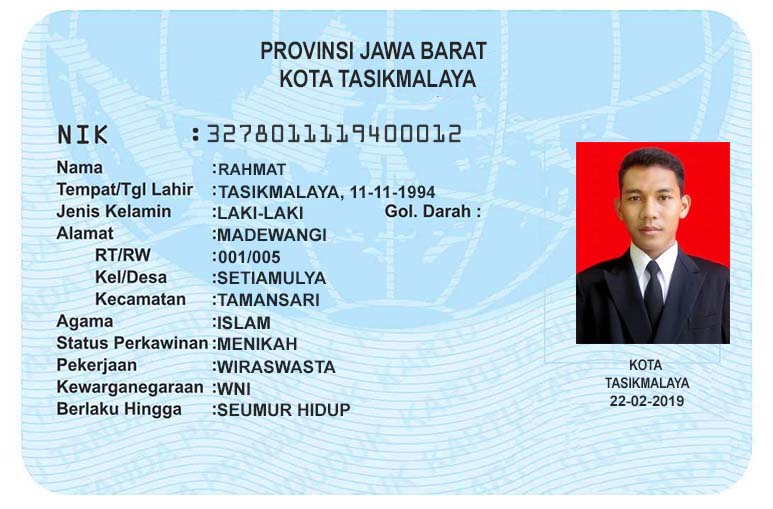 PROVINSI JAWA BARAT
KOTA TASIKMALAYA
NIK : 3278011119400012
Nama :RAHMAT
Tempat/Tgl Lahir :TASIKMALAYA, 11-11-1994
Jenis Kelamin :LAKI-LAKI Gol. Darah :
Alamat :MADEWANGI
RT/RW :001/005
Kel/Desa :SETIAMULYA
Kecamatan :TAMANSARI
Agama :ISLAM
Status Perkawinan :MENIKAH
Pekerjaan :WIRASWASTA
Kewarganegaraan :WNI
Berlaku Hingga :SEUMUR HIDUP
KOTA
TASIKMALAYA
22-02-2019